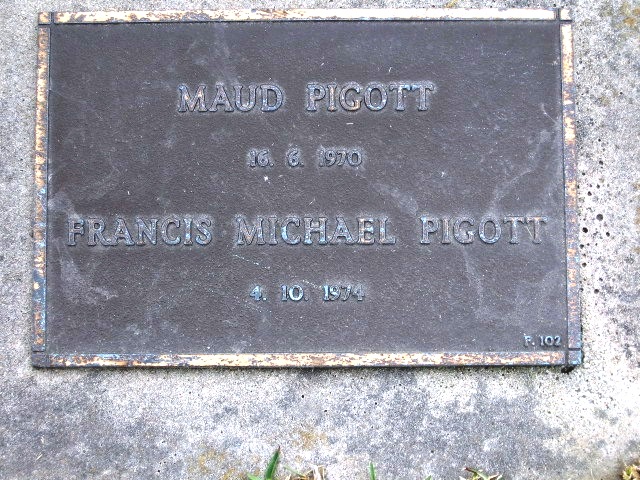 MAUD PIGOTT
16. 6. 1970
FRANCIS MICHAEL PIGOTT
4. 10. 1974
F. 102